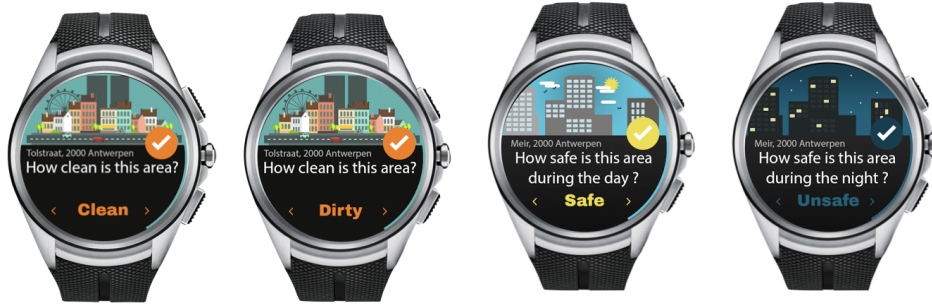 Tolstraat, 2000 Antwerpen
How clean is this area?
‹ Clean ›
Tolstraat, 2000 Antwerpen
How clean is this area?
‹ Dirty ›
Meir, 2000 Antwerpen
How safe is this area
during the day ?
‹ Safe ›
Meir, 2000 Antwerpen
How safe is this area
during the night ?
‹ Unsafe ›